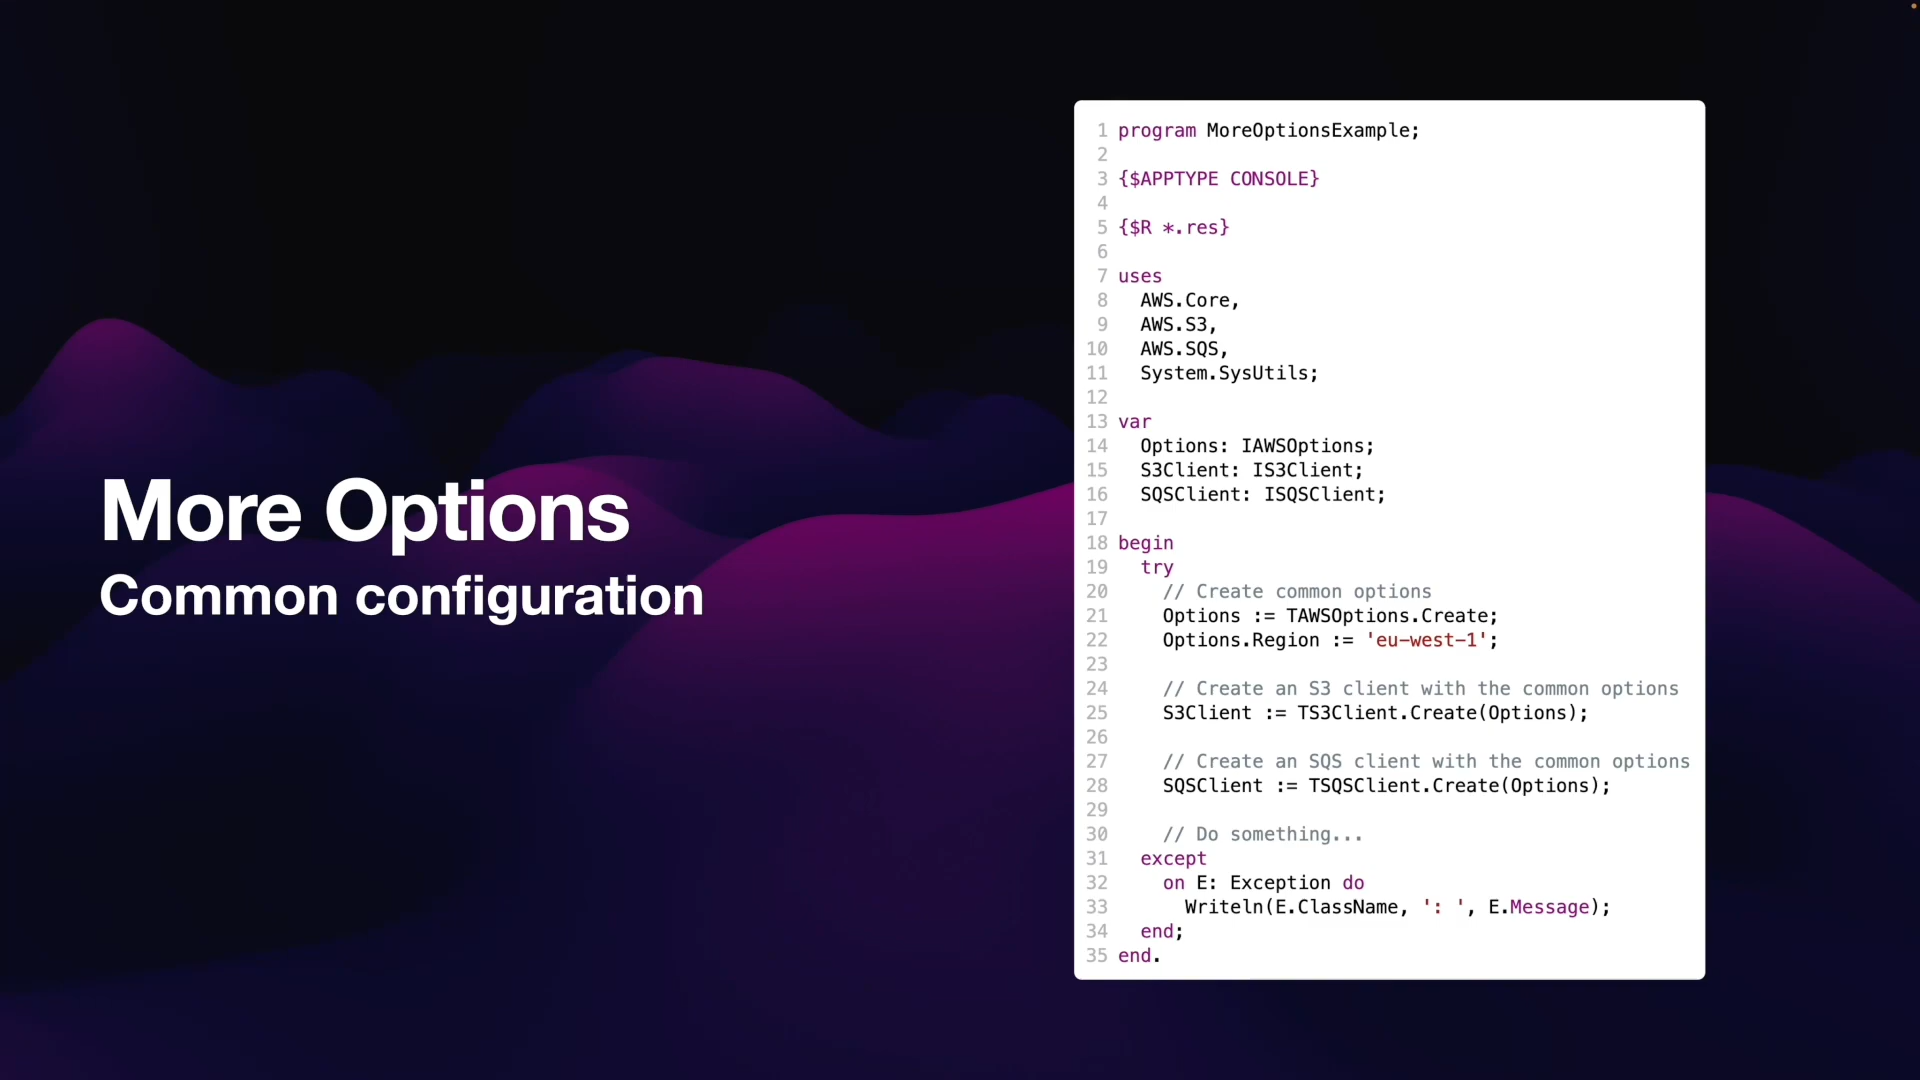 More Options
Common configuration
1 program MoreOptionsExample;
2
3 {$APPTYPE CONSOLE}
4
5 {$R *.res}
6
7 uses
8   AWS.Core,
9   AWS.S3,
10   AWS.SQS,
11   System.SysUtils;
12
13 var
14   Options: IAWSOptions;
15   S3Client: IS3Client;
16   SQSClient: ISQSClient;
17
18 begin
19   try
20     // Create common options
21     Options := TAWSOptions.Create;
22     Options.Region := 'eu-west-1';
23
24     // Create an S3 client with the common options
25     S3Client := TS3Client.Create(Options);
26
27     // Create an SQS client with the common options
28     SQSClient := TSQSClient.Create(Options);
29
30     // Do something...
31   except
32     on E: Exception do
33       Writeln(E.ClassName, ': ', E.Message);
34   end;
35 end.